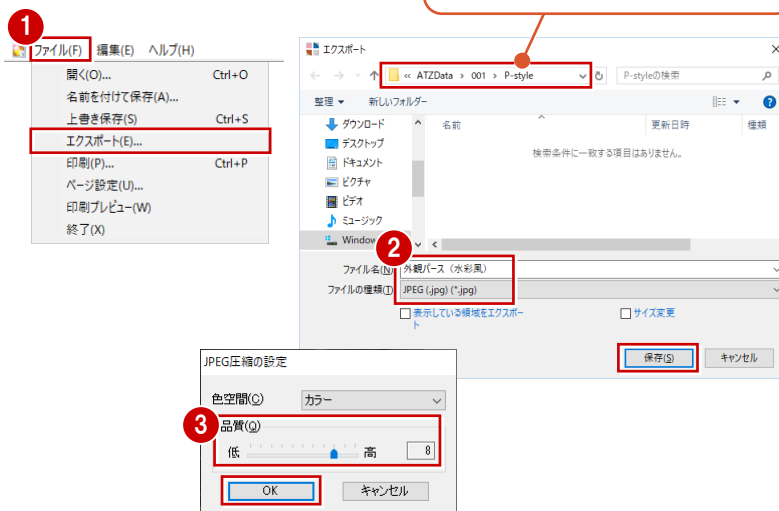 1
ファイル(F) 編集(E) ヘルプ(H)
開く(O)... Ctrl+O
名前を付けて保存(A)...
上書き保存(S) Ctrl+S
エクスポート(E)...
印刷(P)... Ctrl+P
ページ設定(U)...
印刷プレビュー(W)
終了(X)
エクスポート
« ATZData › 001 › P-style
P-styleの検索
整理 新しいフォルダー
ダウンロード
デスクトップ
ドキュメント
ピクチャ
ビデオ
ミュージック
Window
名前 更新日時 種類
検索条件に一致する項目はありません。
2
ファイル名(N) 外観パース（水彩風）
ファイルの種類(T) JPEG (.jpg) (*.jpg)
表示している領域をエクスポー
ト
サイズ変更
保存(S) キャンセル
JPEG圧縮の設定
色空間(C) カラー
3
品質(Q)
低 高 8
OK キャンセル